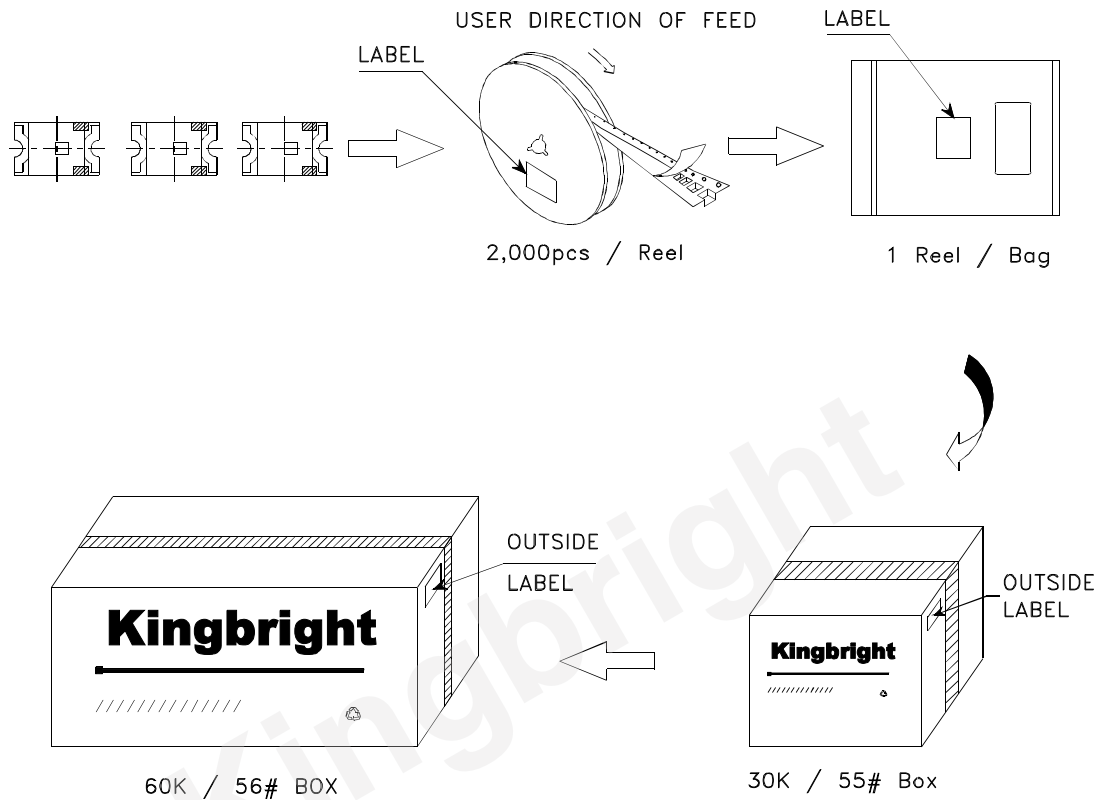 USER DIRECTION OF FEED
LABEL
LABEL
2,000pcs / Reel
1 Reel / Bag
OUTSIDE
LABEL
OUTSIDE
LABEL
Kingbright
Kingbright
60K / 56# BOX
30K / 55# Box
Kingbright